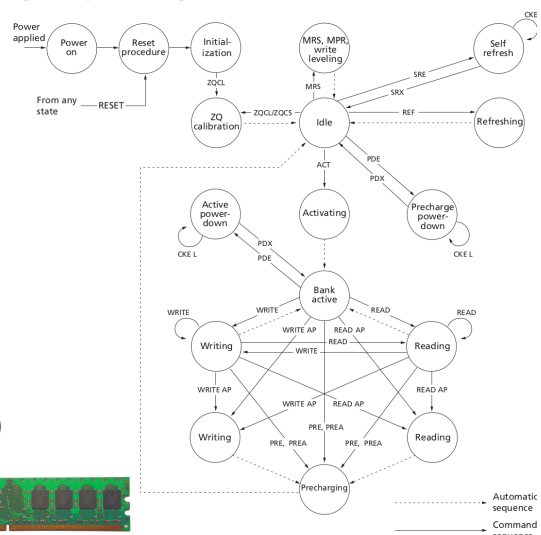 Power
applied
Power
on
Reset
procedure
Initial-
ization
MRS, MPR,
write
leveling
Self
refresh
CKE
ZQCL
MRS
SRE
SRX
From any
state
RESET
ZQ
calibration
ZQCL/ZQCS
Idle
REF
Refreshing
PDE
PDX
ACT
Active
power-
down
Activating
Precharge
power-
down
PDX
PDE
CKE L
CKE L
Bank
active
WRITE
WRITE
READ
READ
WRITE AP
READ AP
Writing
READ
WRITE
Reading
WRITE AP
READ AP
WRITE AP
READ AP
Writing
PRE, PREA
PRE, PREA
PRE, PREA
Reading
Precharging
Automatic
sequence
Command
sequence